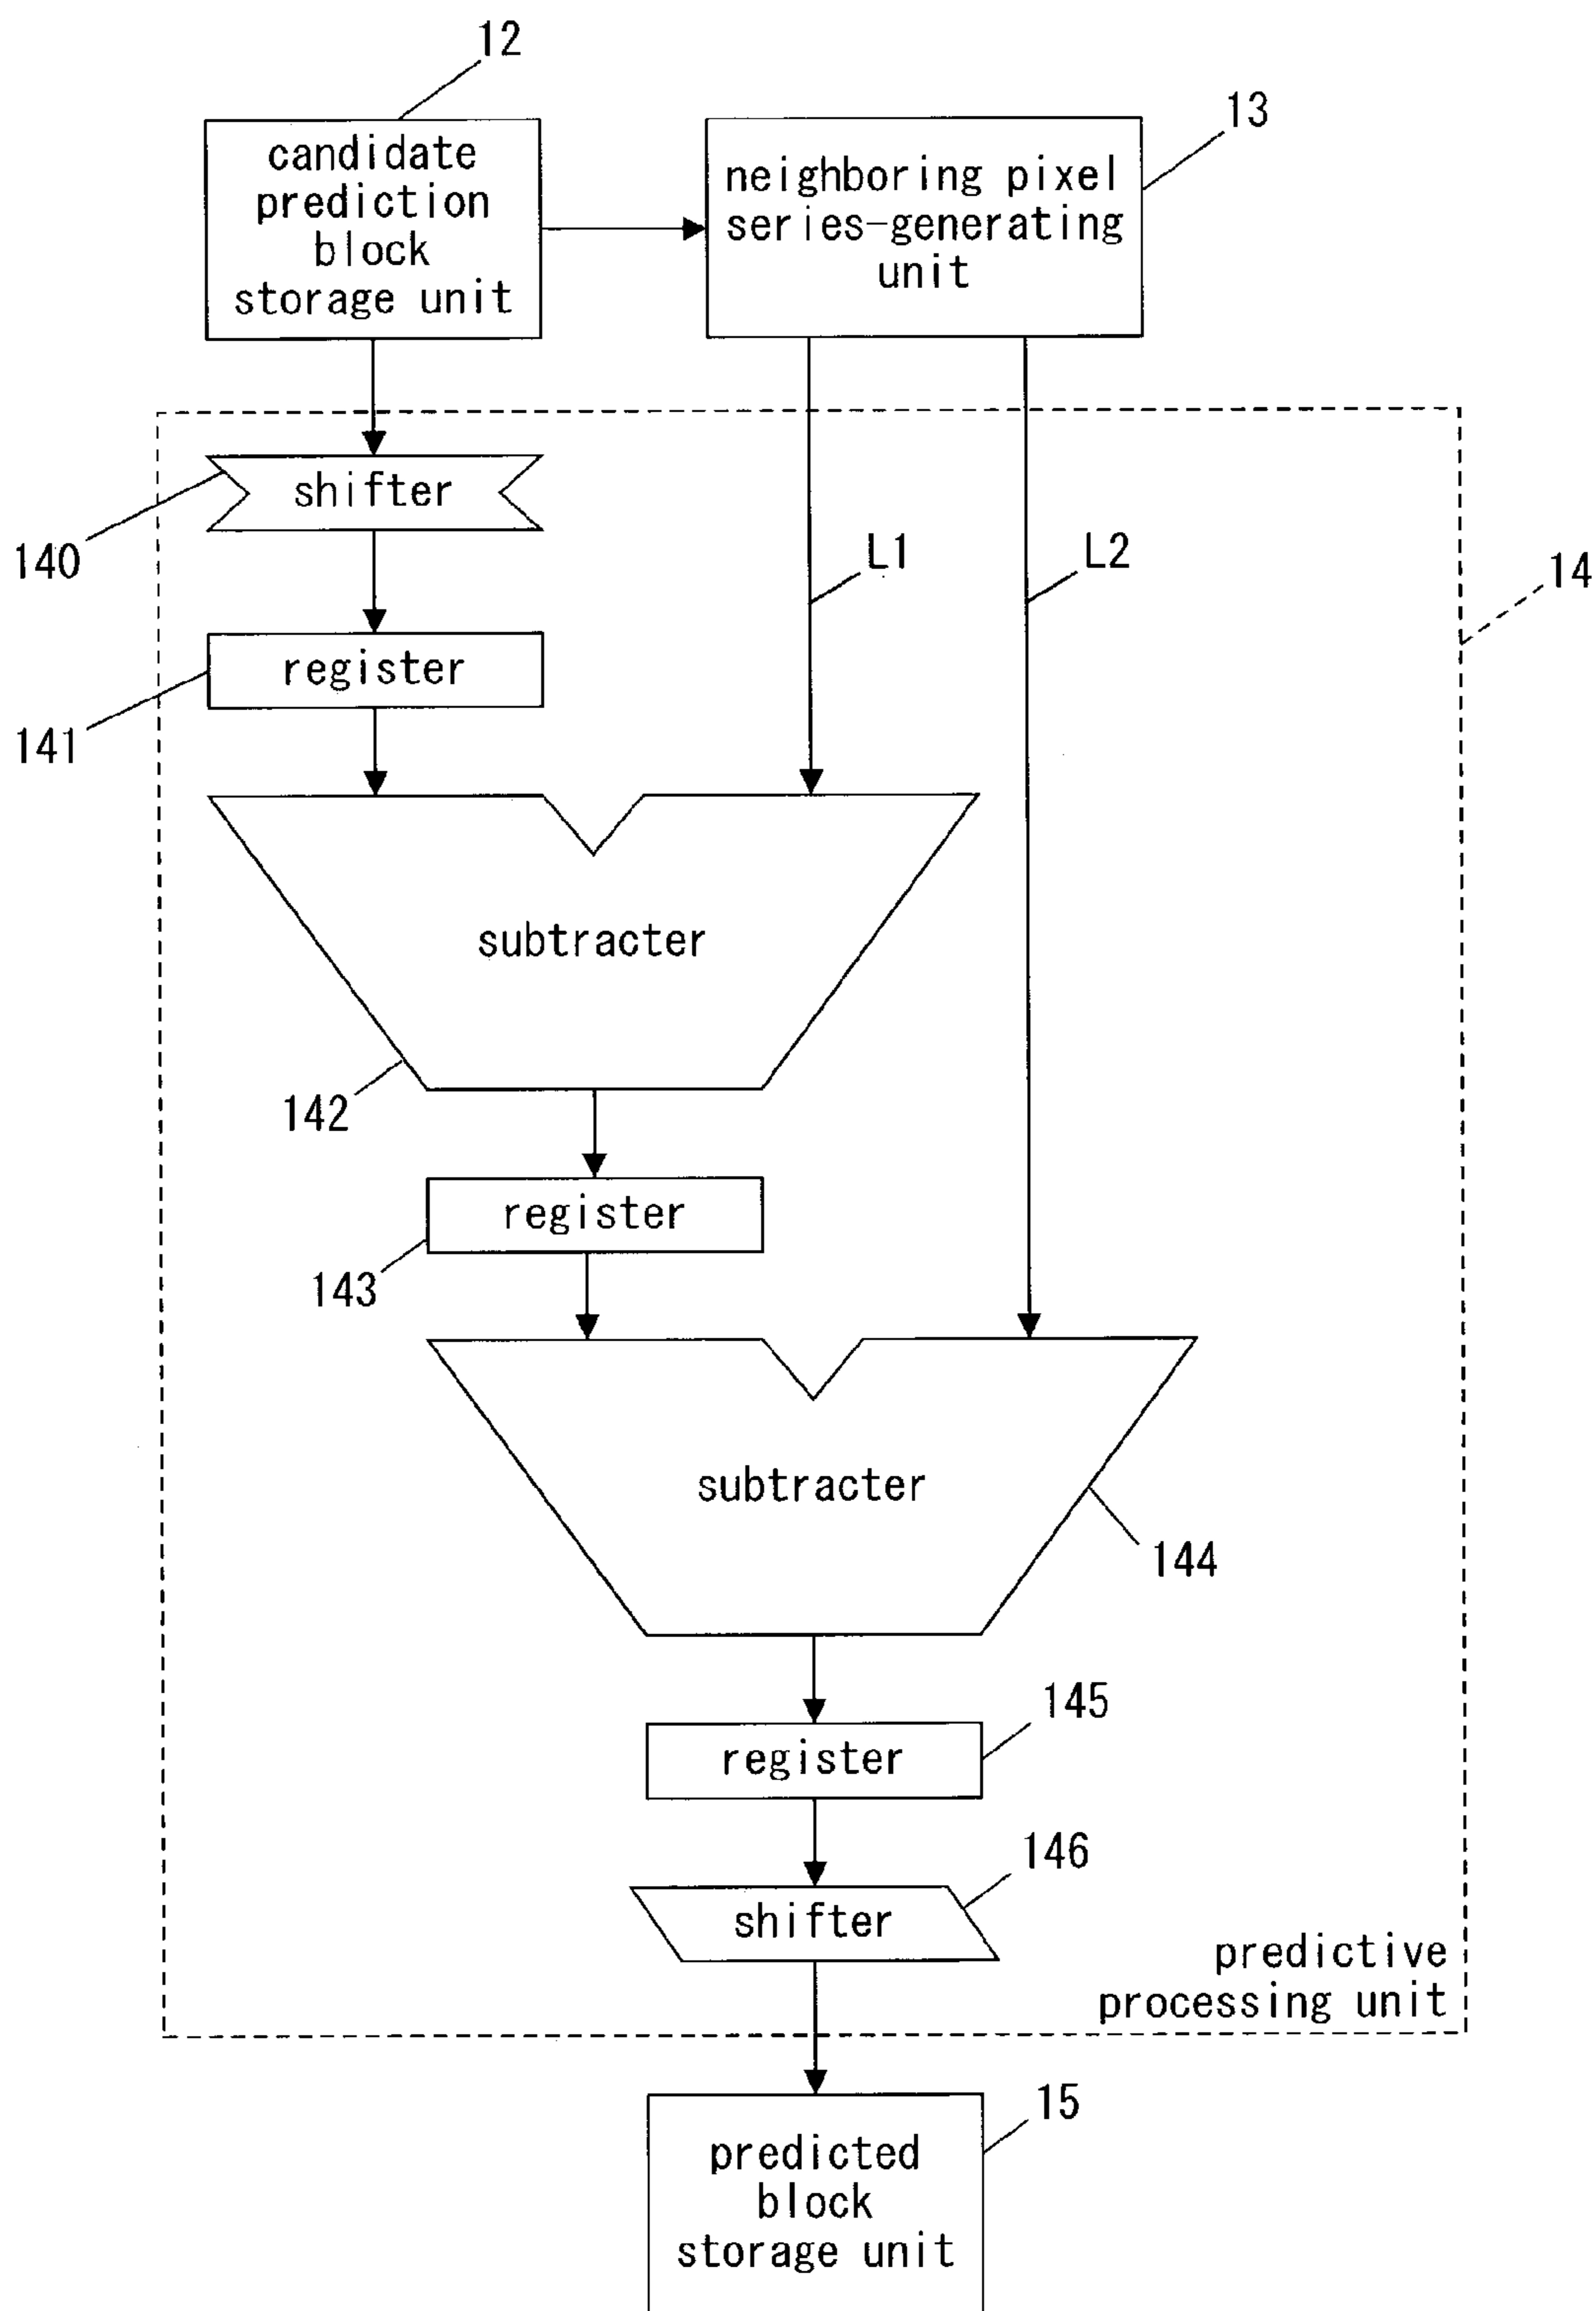 12
candidate
prediction
block
storage unit
13
neighboring pixel
series-generating
unit
shifter
140
L1
L2
14
register
141
subtracter
142
register
143
subtracter
144
145
register
146
shifter
predictive
processing unit
15
predicted
block
storage unit